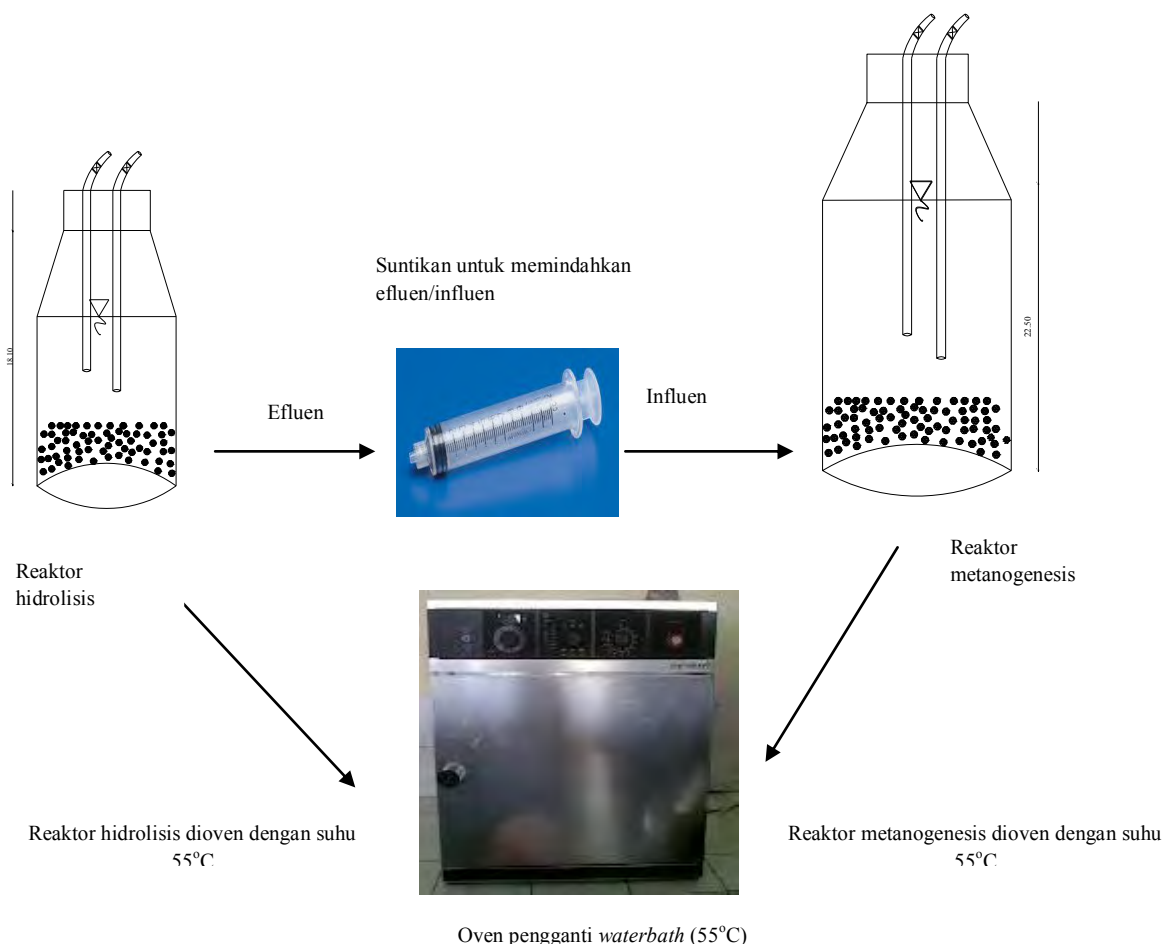 Suntikan untuk memindahkan
efluen/influen
18.10
22.50
Efluen
Influen
Reaktor
hidrolisis
Reaktor
metanogenesis
Reaktor hidrolisis dioven dengan suhu
55°C
Reaktor metanogenesis dioven dengan suhu
55°C
Oven pengganti waterbath (55°C)